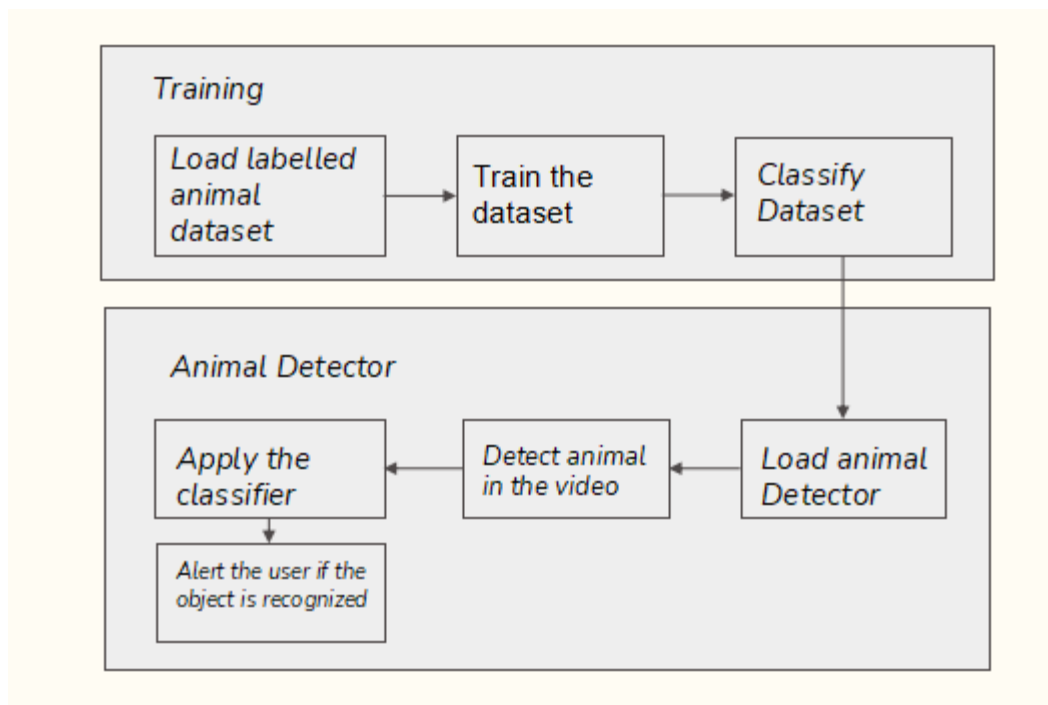 Training
Load labelled
animal
dataset
Train the
dataset
Classify
Dataset
Animal Detector
Apply the
classifier
Detect animal
in the video
Load animal
Detector
Alert the user if the
object is recognized